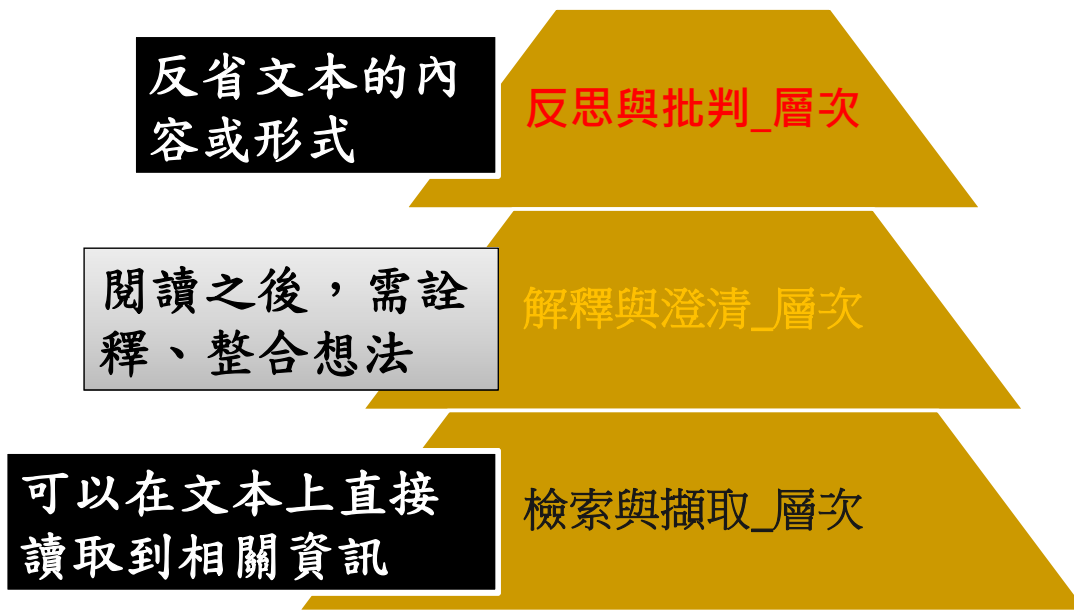 反省文本的內
容或形式
反思與批判_層次
閱讀之後，需詮
釋、整合想法
解釋與澄清_層次
可以在文本上直接
讀取到相關資訊
檢索與擷取_層次